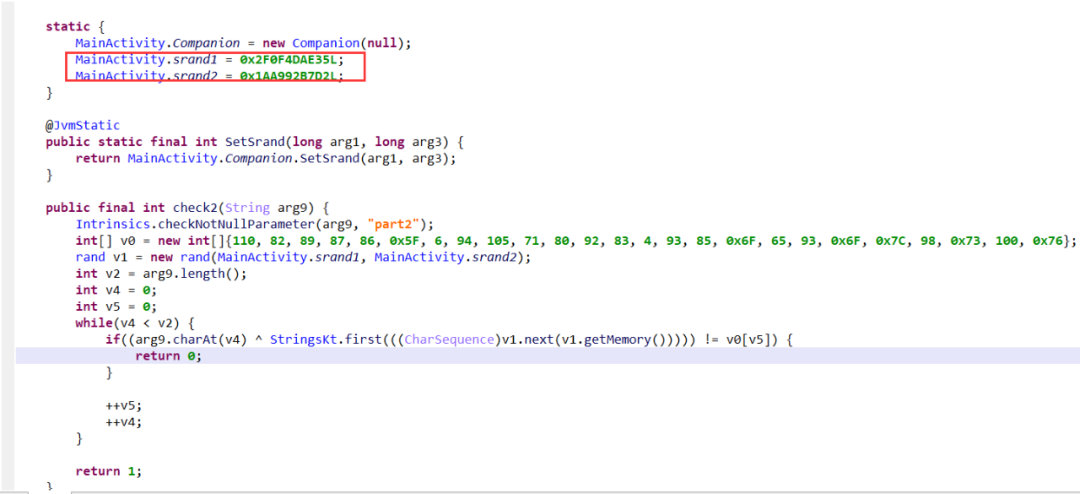 static {
MainActivity.Companion = new Companion(null);
MainActivity.srand1 = 0x2F0F4DAE35L;
MainActivity.srand2 = 0x1AA992B7D2L;
}
@JvmStatic
public static final int SetSrand(long arg1, long arg3) {
return MainActivity.Companion.SetSrand(arg1, arg3);
}
public final int check2(String arg9) {
Intrinsics.checkNotNullParameter(arg9, "part2");
int[] v0 = new int[]{110, 82, 89, 87, 86, 0x5F, 6, 94, 105, 71, 80, 92, 83, 4, 93, 85, 0x6F, 65, 93, 0x6F, 0x7C, 98, 0x73, 100, 0x76};
rand v1 = new rand(MainActivity.srand1, MainActivity.srand2);
int v2 = arg9.length();
int v4 = 0;
int v5 = 0;
while(v4 < v2) {
if((arg9.charAt(v4) ^ StringsKt.first(((CharSequence)v1.next(v1.getMemory())))) != v0[v5]) {
return 0;
}
++v5;
++v4;
}
return 1;
}